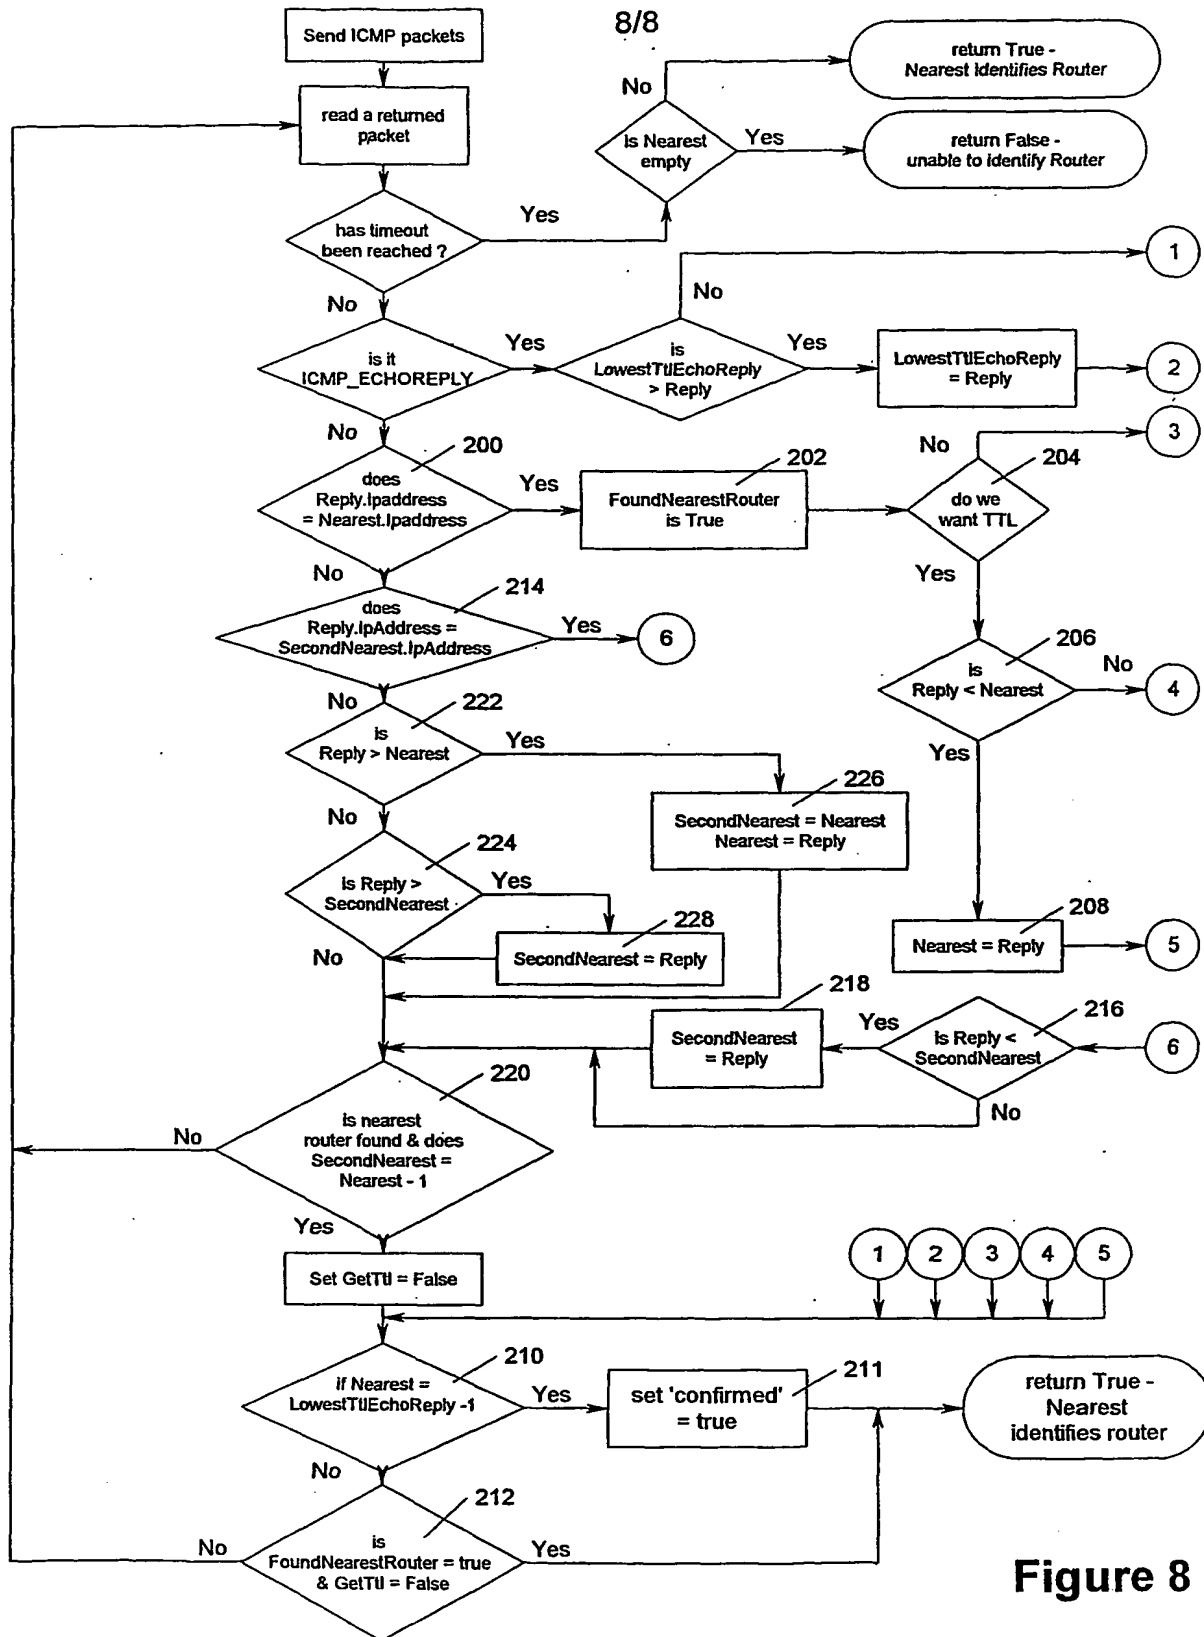 8/8
Send ICMP packets
return True -
Nearest Identifies Router
No
read a returned
packet
is Nearest
empty
Yes
return False -
unable to identify Router
Yes
has timeout
been reached ?
1
No
No
is it
ICMP_ECHOREPLY
Yes
is
LowestTtlEchoReply
> Reply
Yes
LowestTtlEchoReply
= Reply
2
3
No
200
does
Reply.Ipaddress
= Nearest.Ipaddress
Yes
202
FoundNearestRouter
is True
No
204
do we
want TTL
No
Yes
214
does
Reply.IpAddress =
SecondNearest.IpAddress
Yes
6
206
is
Reply < Nearest
No
4
No
222
is
Reply > Nearest
Yes
Yes
226
SecondNearest = Nearest
Nearest = Reply
No
224
is Reply >
SecondNearest
Yes
228
SecondNearest = Reply
No
208
Nearest = Reply
5
218
SecondNearest
= Reply
Yes
216
is Reply <
SecondNearest
6
No
220
is nearest
router found & does
SecondNearest =
Nearest - 1
No
Yes
Set GetTtl = False
1
2
3
4
5
210
if Nearest =
LowestTtlEchoReply -1
Yes
211
set 'confirmed'
= true
return True -
Nearest
identifies router
No
212
is
FoundNearestRouter = true
& GetTtl = False
No
Yes
Figure 8